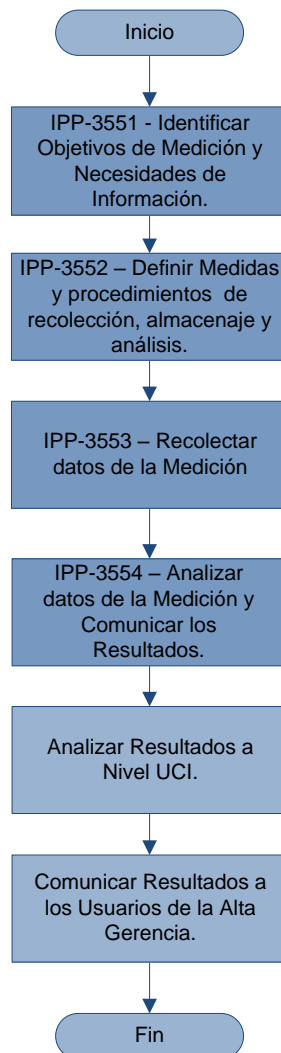 Inicio
IPP-3551 - Identificar
Objetivos de Medición y
Necesidades de
Información.
IPP-3552 – Definir Medidas
y procedimientos de
recolección, almacenaje y
análisis.
IPP-3553 – Recolectar
datos de la Medición
IPP-3554 – Analizar
datos de la Medición y
Comunicar los
Resultados.
Analizar Resultados a
Nivel UCI.
Comunicar Resultados a
los Usuarios de la Alta
Gerencia.
Fin